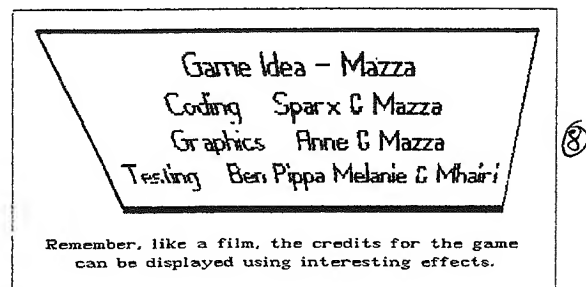 Game Idea – Mazza
Coding Sparx & Mazza
Graphics Anne & Mazza
Testing Ben Pippa Melanie & Mhairi
8
Remember, like a film, the credits for the game
can be displayed using interesting effects.